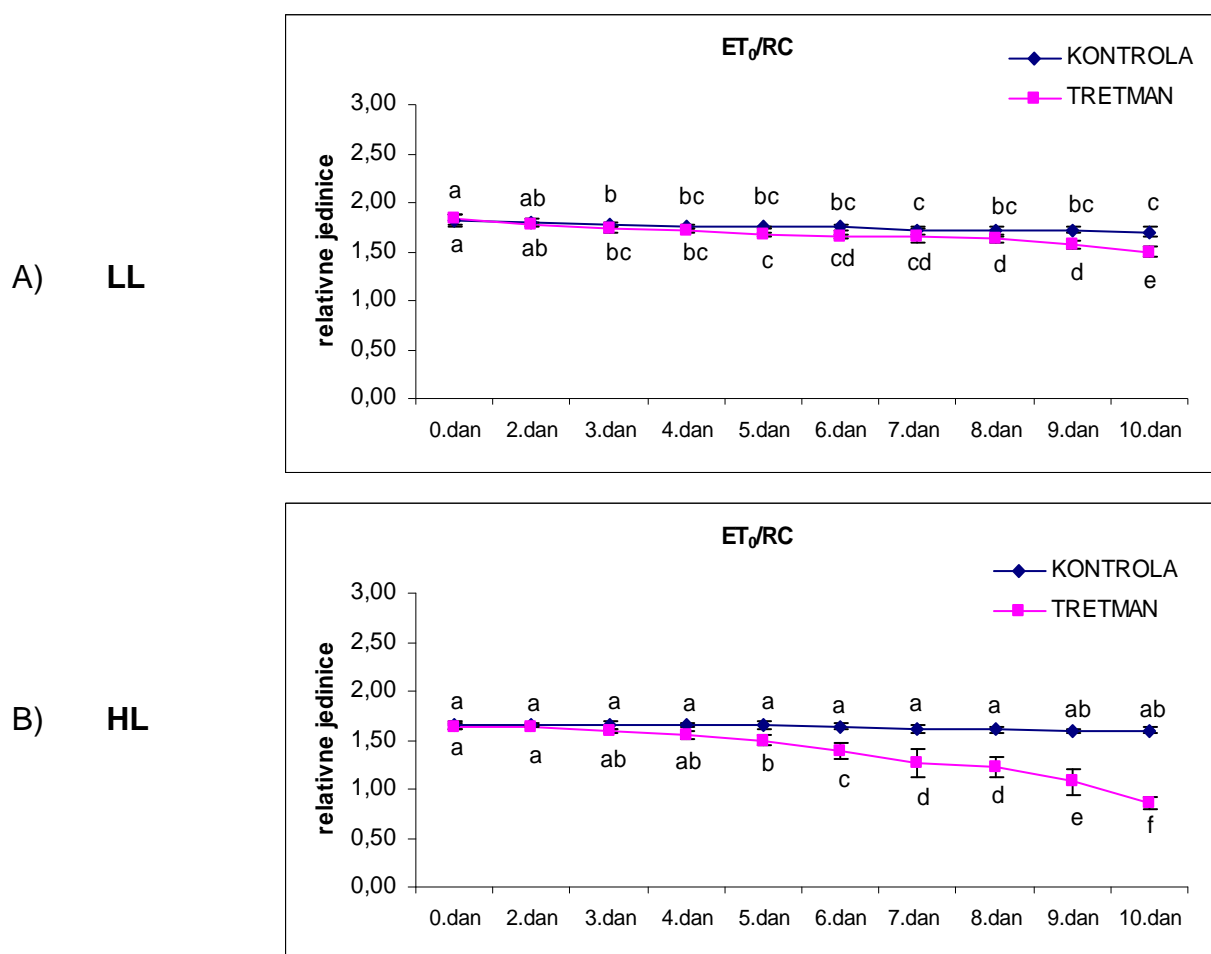 ET₀/RC
KONTROLA
TRETMAN
3,00
2,50
2,00
1,50
1,00
0,50
0,00
relativne jedinice
a ab b bc bc bc c bc bc c
a ab bc bc c cd cd d d e
0.dan 2.dan 3.dan 4.dan 5.dan 6.dan 7.dan 8.dan 9.dan 10.dan
A) LL
ET₀/RC
KONTROLA
TRETMAN
3,00
2,50
2,00
1,50
1,00
0,50
0,00
relativne jedinice
a a a a a a a a ab ab
a a ab ab b c d d e f
0.dan 2.dan 3.dan 4.dan 5.dan 6.dan 7.dan 8.dan 9.dan 10.dan
B) HL